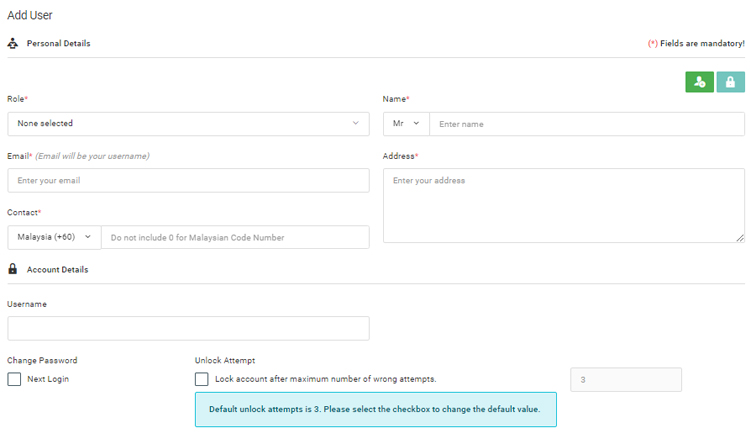 Add User
Personal Details
(*) Fields are mandatory!
Role*
Name*
None selected
Mr
Enter name
Email* (Email will be your username)
Address*
Enter your email
Enter your address
Contact*
Malaysia (+60)
Do not include 0 for Malaysian Code Number
Account Details
Username
Change Password
Unlock Attempt
Next Login
Lock account after maximum number of wrong attempts.
3
Default unlock attempts is 3. Please select the checkbox to change the default value.